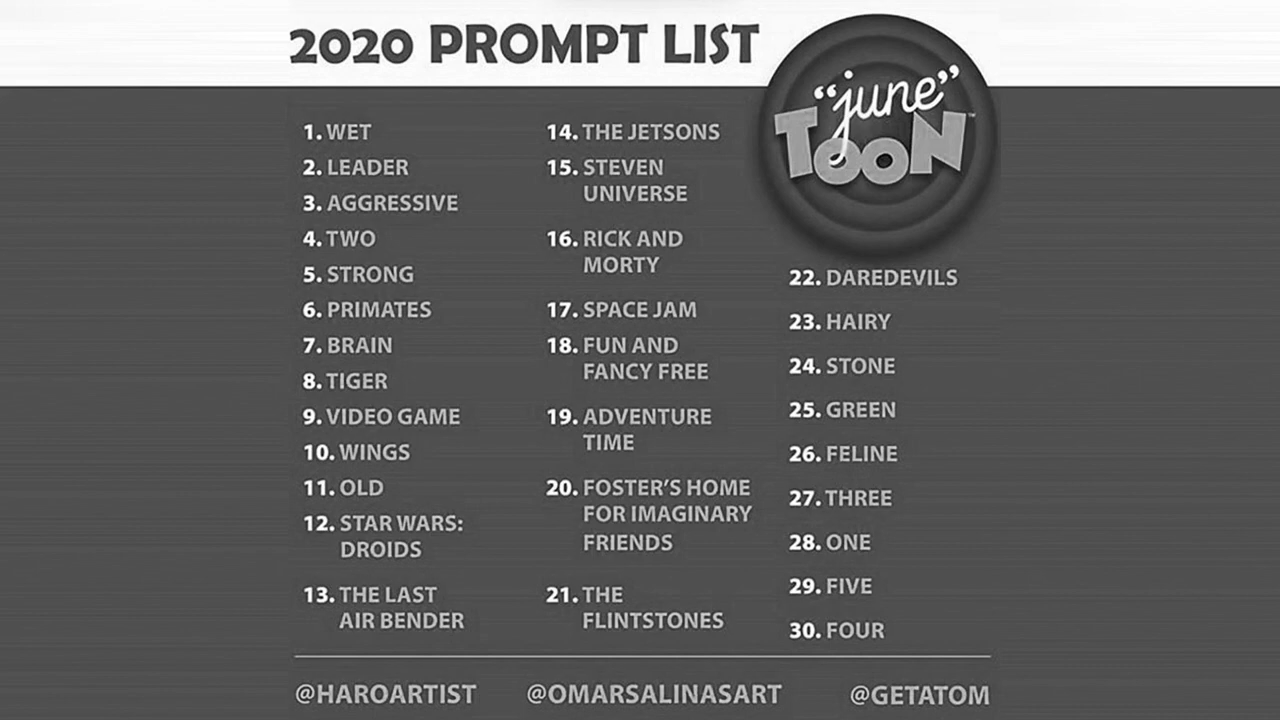 2020 PROMPT LIST
"june"
TOON™
1. WET
2. LEADER
3. AGGRESSIVE
4. TWO
5. STRONG
6. PRIMATES
7. BRAIN
8. TIGER
9. VIDEO GAME
10. WINGS
11. OLD
12. STAR WARS:
DROIDS
13. THE LAST
AIR BENDER
14. THE JETSONS
15. STEVEN
UNIVERSE
16. RICK AND
MORTY
17. SPACE JAM
18. FUN AND
FANCY FREE
19. ADVENTURE
TIME
20. FOSTER'S HOME
FOR IMAGINARY
FRIENDS
21. THE
FLINTSTONES
22. DAREDEVILS
23. HAIRY
24. STONE
25. GREEN
26. FELINE
27. THREE
28. ONE
29. FIVE
30. FOUR
@HAROARTIST @OMARSALINASART @GETATOM